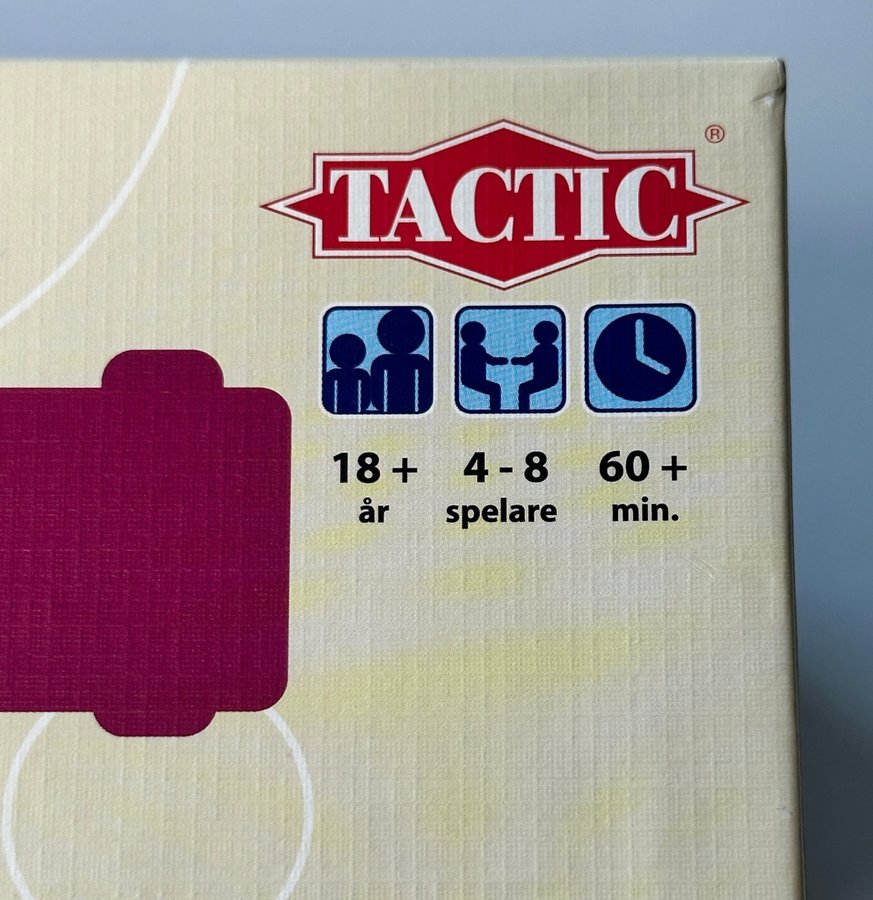 TACTIC ®
18 + 4 - 8 60 +
år spelare min.